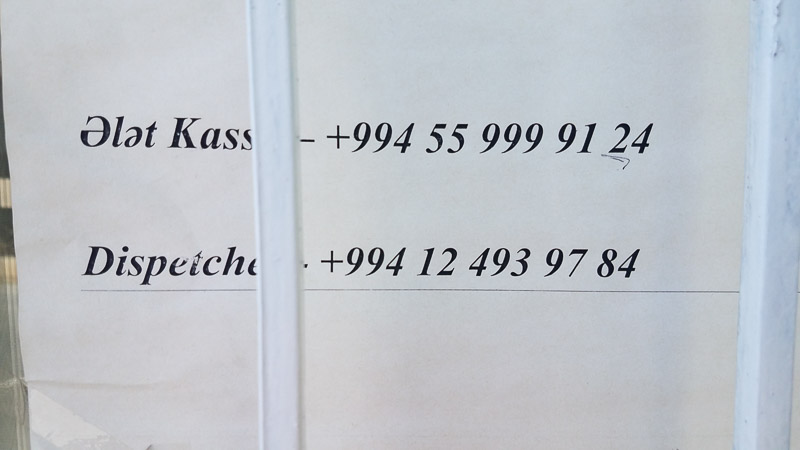 Ələt Kass - +994 55 999 91 24
Dispetche - +994 12 493 97 84